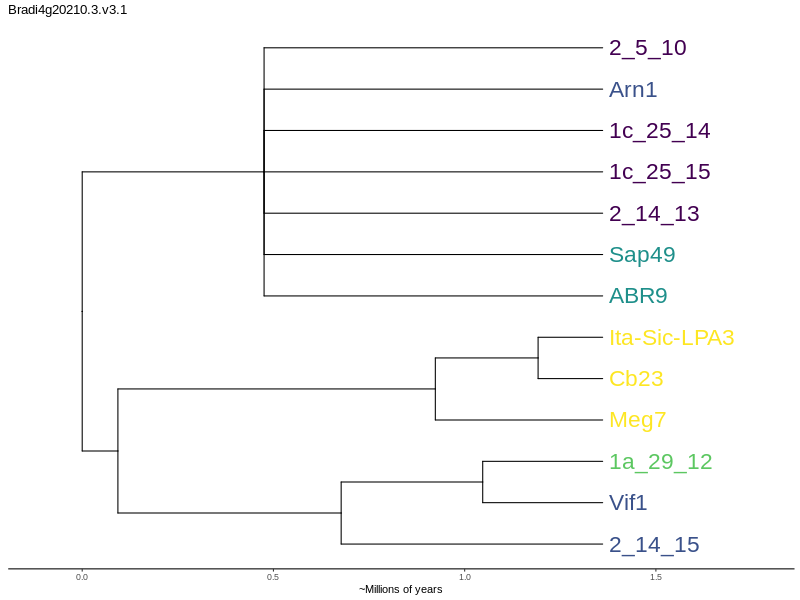 Bradi4g20210.3.v3.1
2_5_10
Arn1
1c_25_14
1c_25_15
2_14_13
Sap49
ABR9
Ita-Sic-LPA3
Cb23
Meg7
1a_29_12
Vif1
2_14_15
0.0 0.5 1.0 1.5
~Millions of years